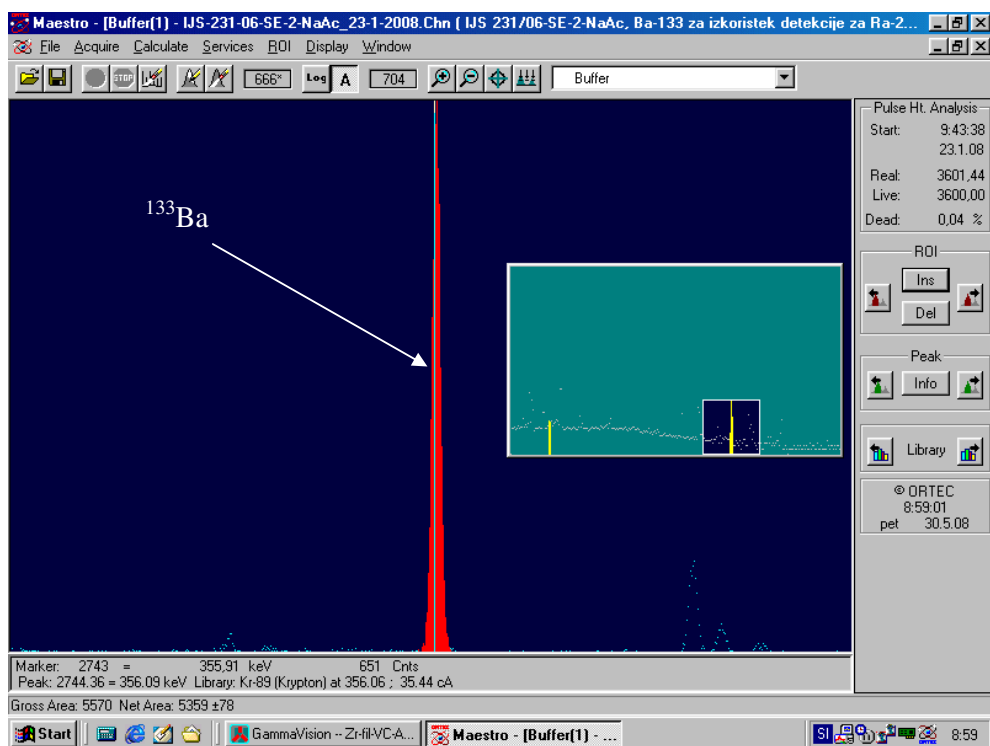 Maestro - [Buffer(1) - IJS-231-06-SE-2-NaAc_23-1-2008.Chn ( IJS 231/06-SE-2-NaAc, Ba-133 za izkoristek detekcije za Ra-2...
File Acquire Calculate Services ROI Display Window
STOP 666* Log A 704 Buffer
133Ba
Pulse Ht. Analysis
Start: 9:43:38
23.1.08
Real: 3601,44
Live: 3600,00
Dead: 0,04 %
ROI
Ins
Del
Peak
Info
Library
© ORTEC
8:59:01
pet 30.5.08
Marker: 2743 = 355,91 keV 651 Cnts
Peak: 2744.36 = 356.09 keV Library: Kr-89 (Krypton) at 356.06 ; 35.44 cA
Gross Area: 5570 Net Area: 5359 ±78
Start GammaVision -- Zr-fil-VC-A... Maestro - [Buffer(1) - ... SI 8:59